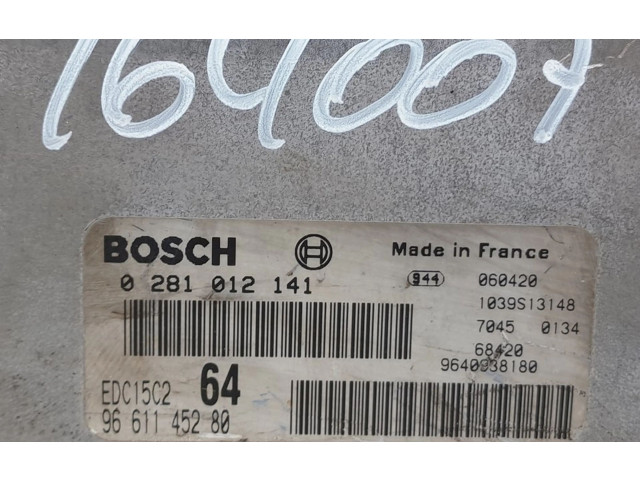 164007
BOSCH
Made in France
0 281 012 141
944 060420
1039S13148
7045 0134
68420
9640938180
EDC15C2 64
96 611 452 80